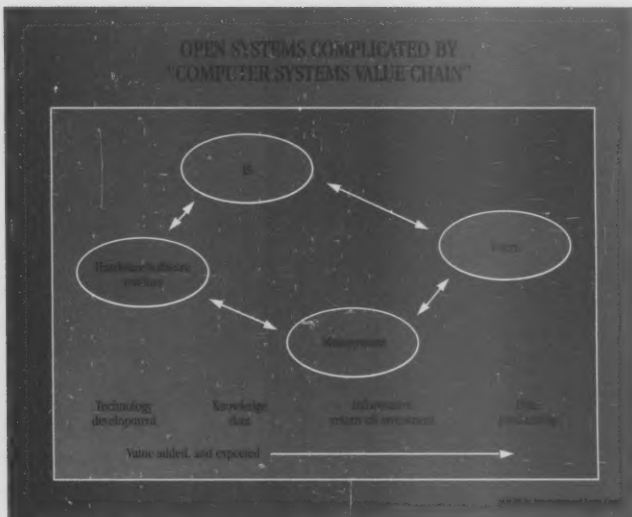 OPEN SYSTEMS COMPLICATED BY
"COMPUTER SYSTEMS VALUE CHAIN"
IS
Users
Hardware/Software
vendors
Management
Technology
development
Knowledge
data
Information
return on investment
Value added, and expected